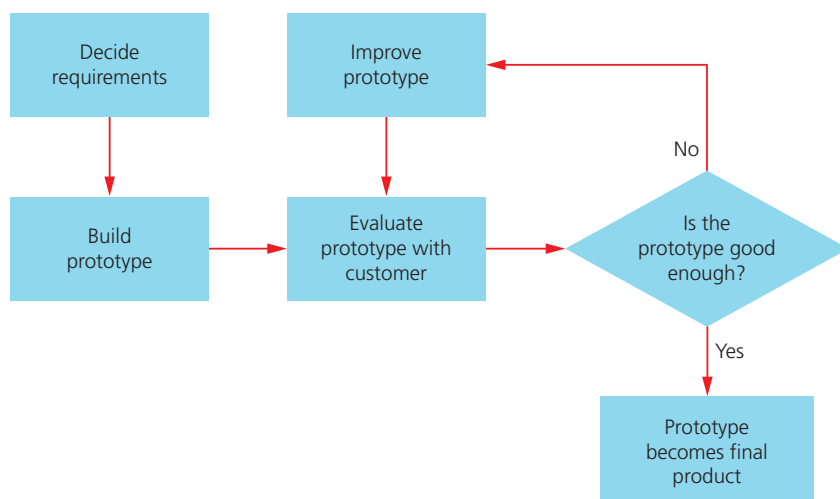 Decide
requirements
Improve
prototype
No
Build
prototype
Evaluate
prototype with
customer
Is the
prototype good
enough?
Yes
Prototype
becomes final
product